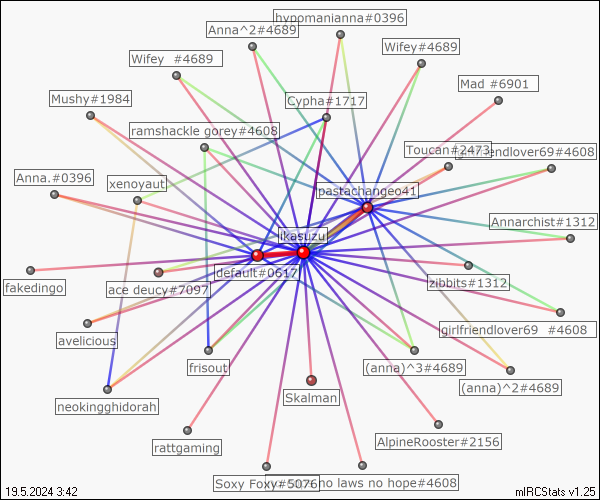 hypomanianna#0396
Anna^2#4689
Wifey#4689
Wifey #4689
Mad #6901
Mushy#1984
Cypha#1717
ramshackle gorey#4608
Toucan#2473
girlfriendlover69#4608
Anna.#0396
xenoyaut
pastachangeo41
Annarchist#1312
ikasuzu
default#0617
fakedingo
ace deucy#7097
zibbits#1312
avelicious
girlfriendlover69 #4608
frisout
(anna)^3#4689
(anna)^2#4689
Skalman
neokingghidorah
rattgaming
AlpineRooster#2156
Soxy Foxy#5076
no laws no hope#4608
19.5.2024 3:42
mIRCStats v1.25